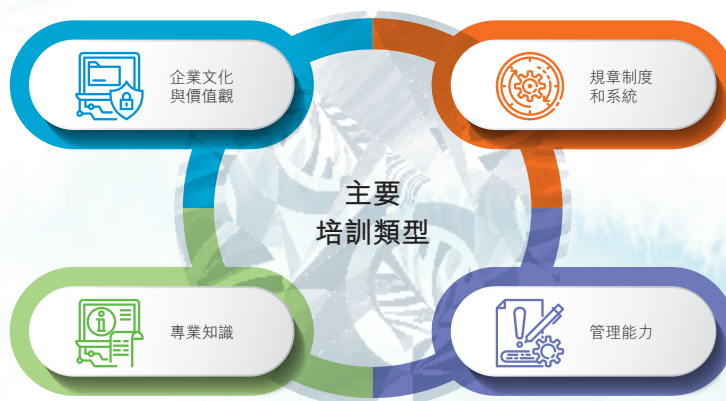 企業文化
與價值觀
規章制度
和系統
主要
培訓類型
專業知識
管理能力